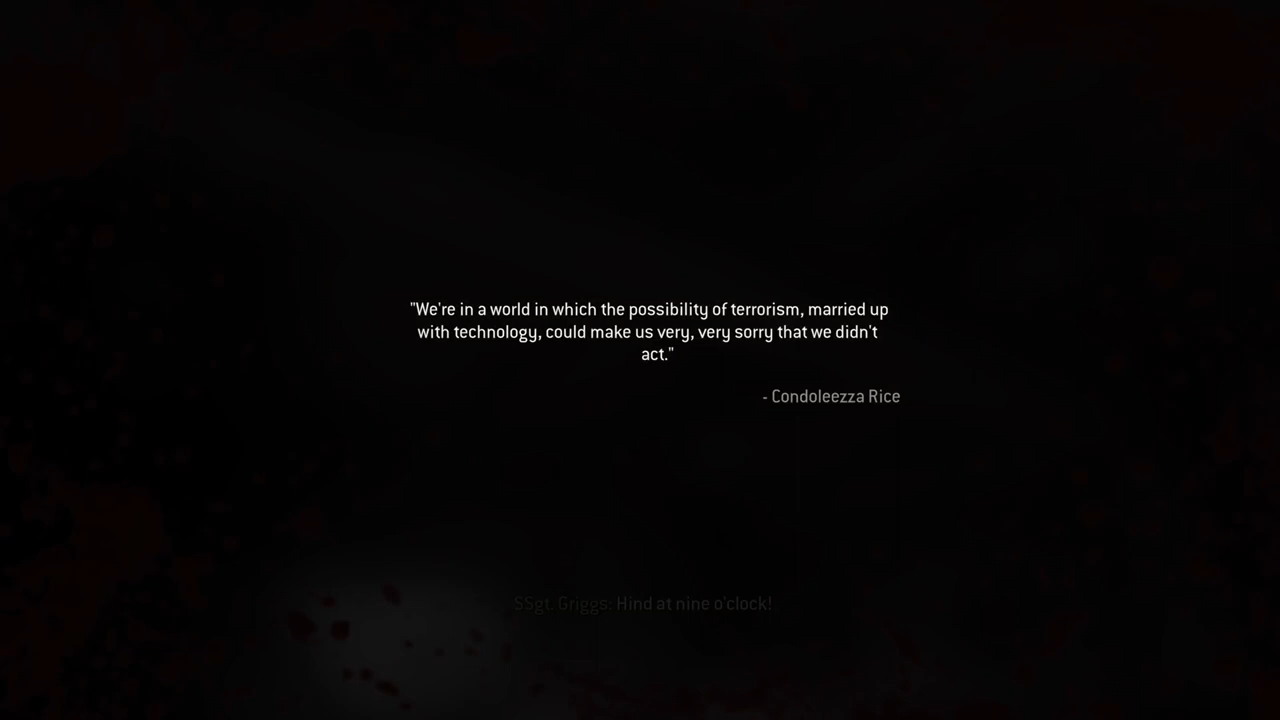 "We're in a world in which the possibility of terrorism, married up
with technology, could make us very, very sorry that we didn't
act."
- Condoleezza Rice
SSgt. Griggs: Hind at nine o'clock!